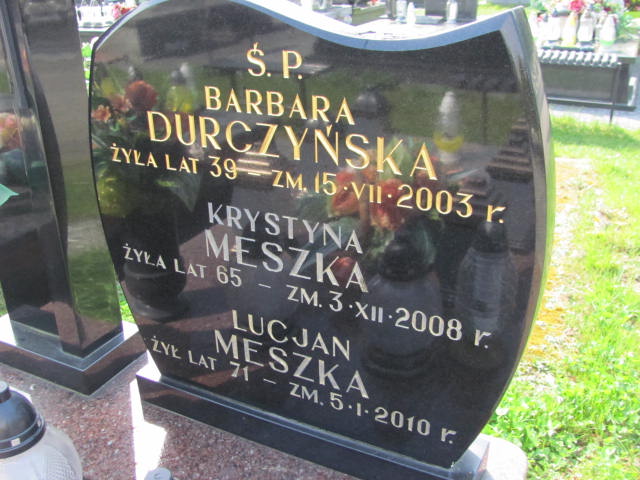 Ś. P.
BARBARA
DURCZYŃSKA
ŻYŁA LAT 39 – ZM. 15·VII·2003 r.
KRYSTYNA
MESZKA
ŻYŁA LAT 65 – ZM. 3·XII·2008 r.
LUCJAN
MESZKA
ŻYŁ LAT 71 – ZM. 5·I·2010 r.